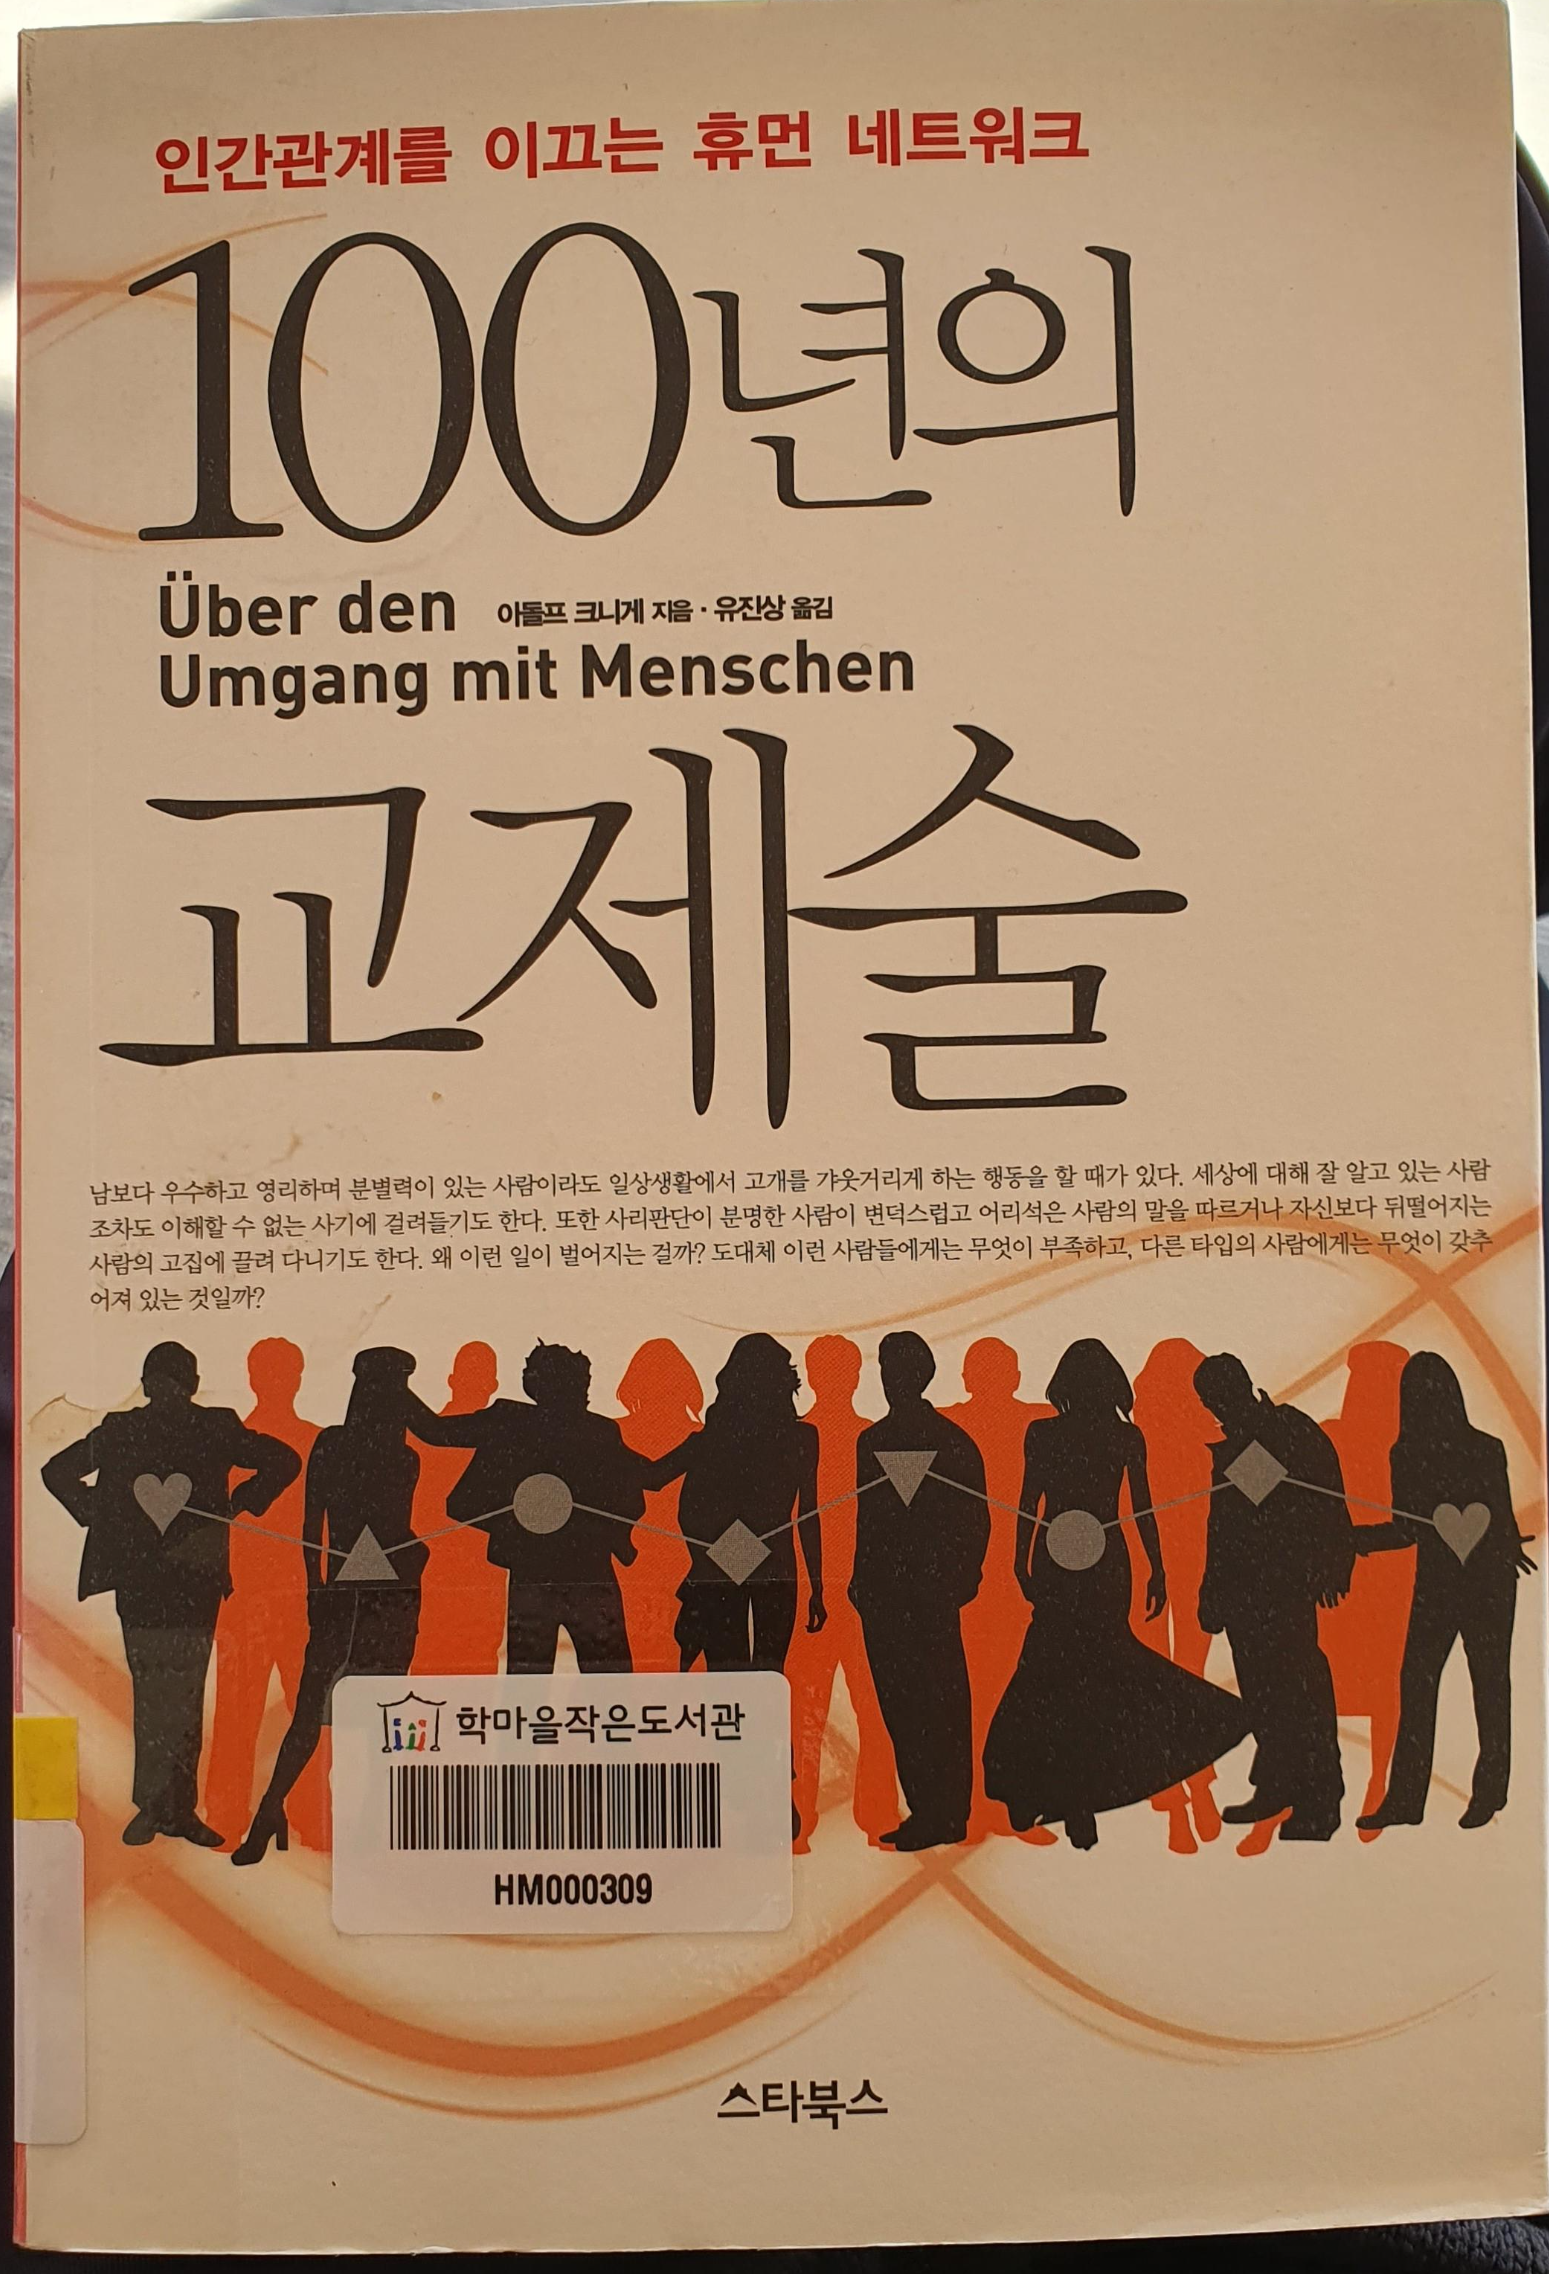 인간관계를 이끄는 휴먼 네트워크
100년의
Über den
아돌프 크니게 지음 · 유진상 옮김
Umgang mit Menschen
교제술
남보다 우수하고 영리하며 분별력이 있는 사람이라도 일상생활에서 고개를 갸웃거리게 하는 행동을 할 때가 있다. 세상에 대해 잘 알고 있는 사람
조차도 이해할 수 없는 사기에 걸려들기도 한다. 또한 사리판단이 분명한 사람이 변덕스럽고 어리석은 사람의 말을 따르거나 자신보다 뒤떨어지는
사람의 고집에 끌려 다니기도 한다. 왜 이런 일이 벌어지는 걸까? 도대체 이런 사람들에게는 무엇이 부족하고, 다른 타입의 사람에게는 무엇이 갖추
어져 있는 것일까?
학마을작은도서관
HM000309
스타북스